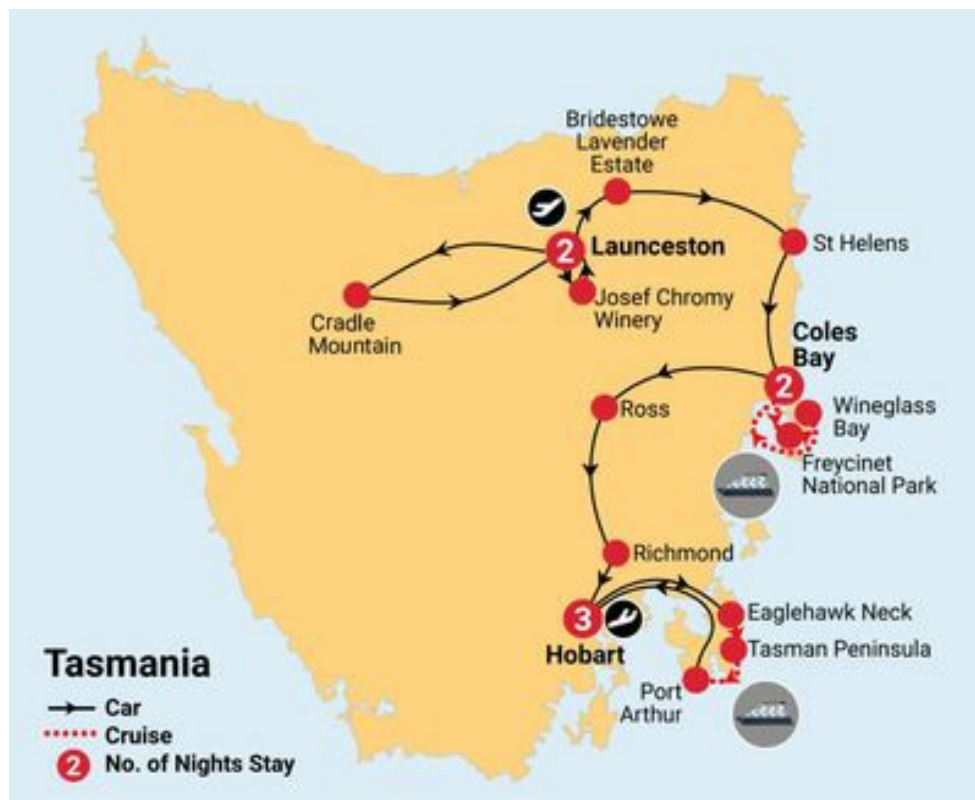 Bridestowe
Lavender
Estate
2
Launceston
St Helens
Josef Chromy
Winery
Cradle
Mountain
Coles
Bay
2
Wineglass
Bay
Ross
Freycinet
National Park
Richmond
3
Hobart
Eaglehawk Neck
Tasman Peninsula
Port
Arthur
Tasmania
Car
Cruise
2 No. of Nights Stay